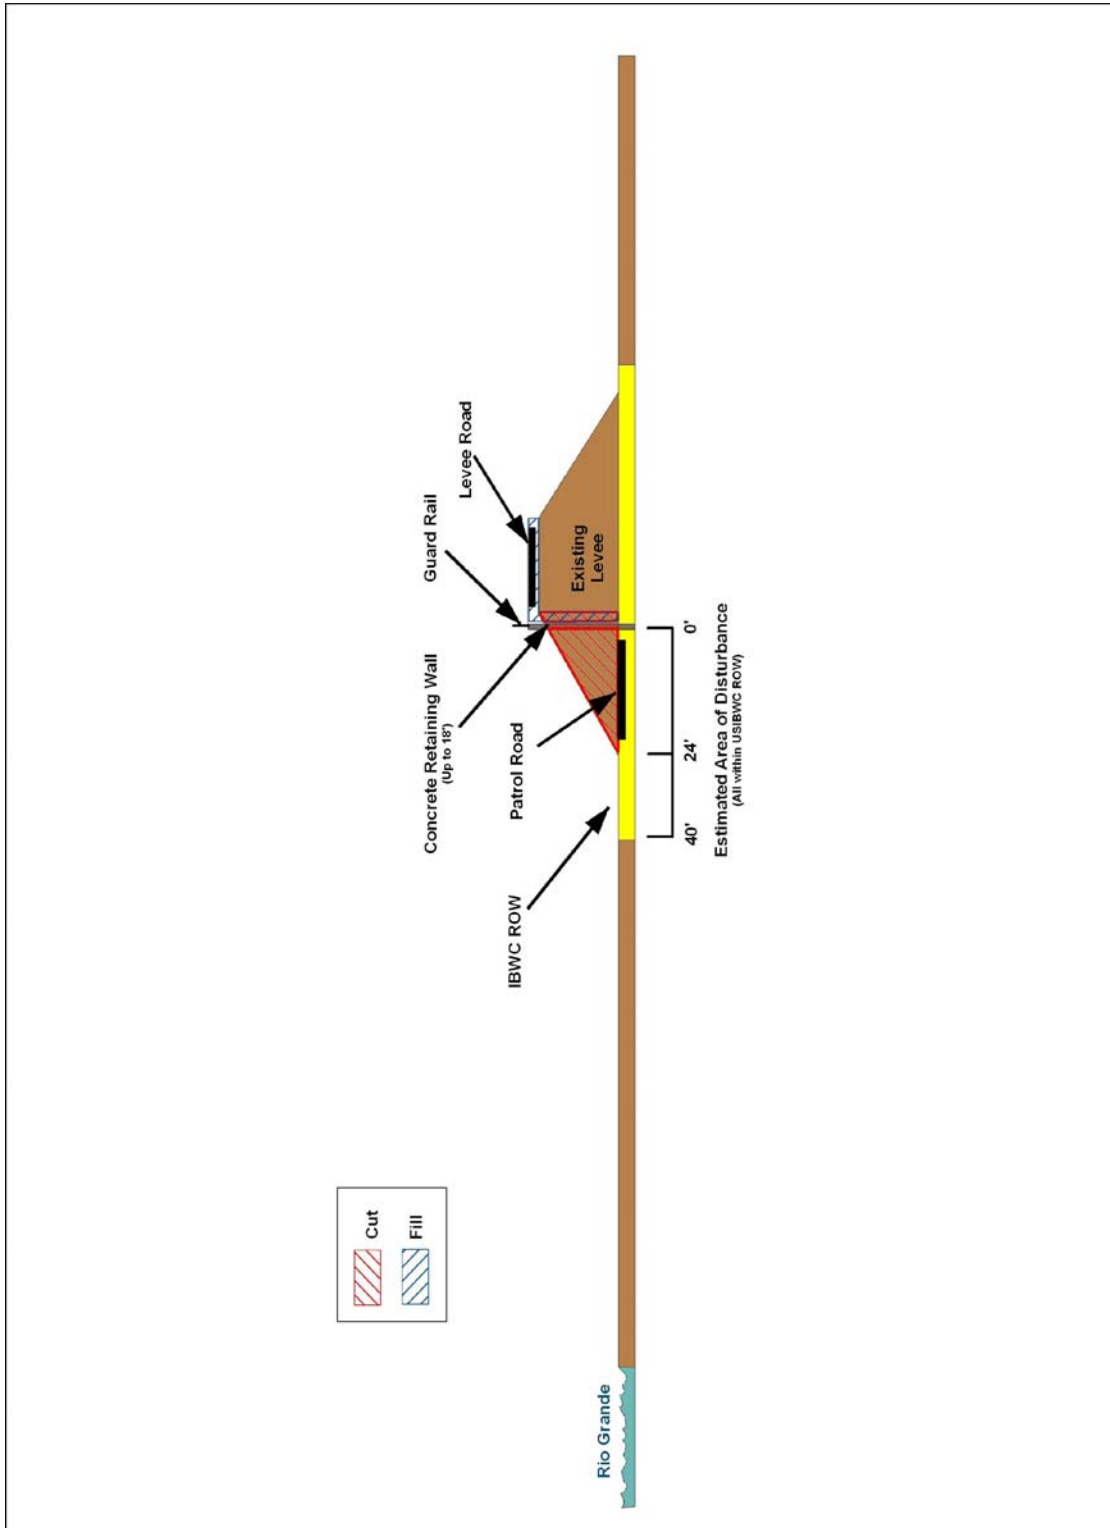 Cut
Fill
Guard Rail
Levee Road
Concrete Retaining Wall
(Up to 18')
Patrol Road
IBWC ROW
Existing
Levee
Rio Grande
40'
24'
0'
Estimated Area of Disturbance
(All within USIBWC ROW)